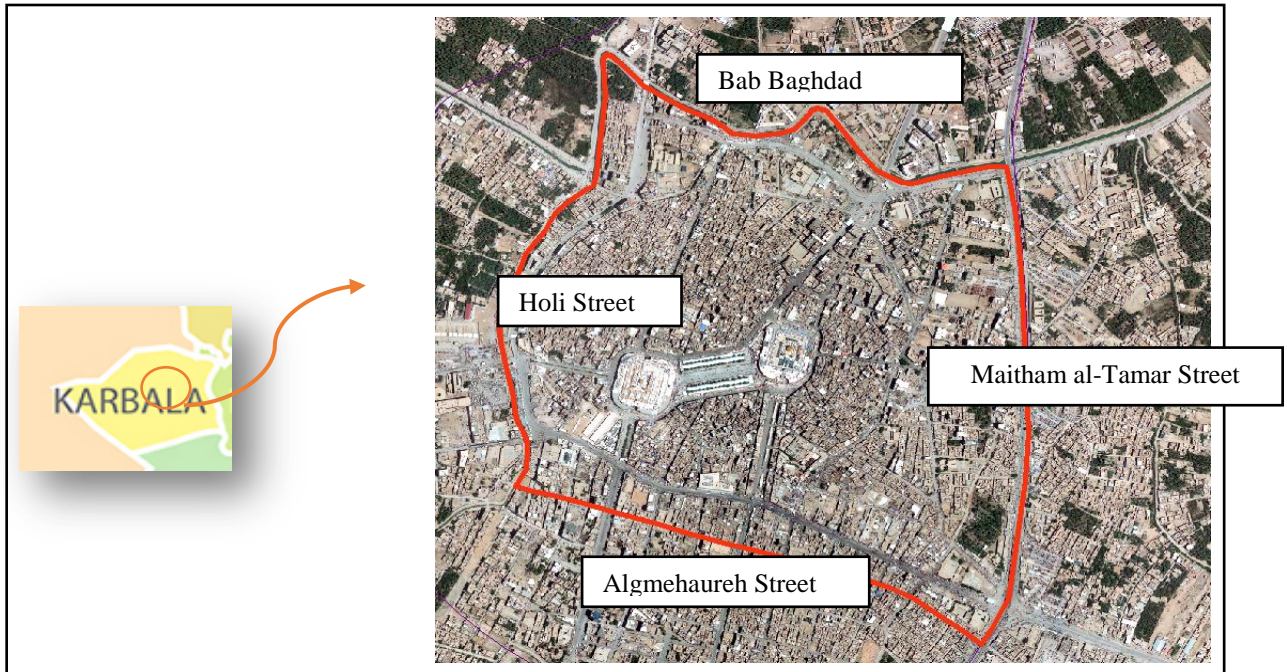 Bab Baghdad
Holi Street
KARBALA
Maitham al-Tamar Street
Algmehaureh Street